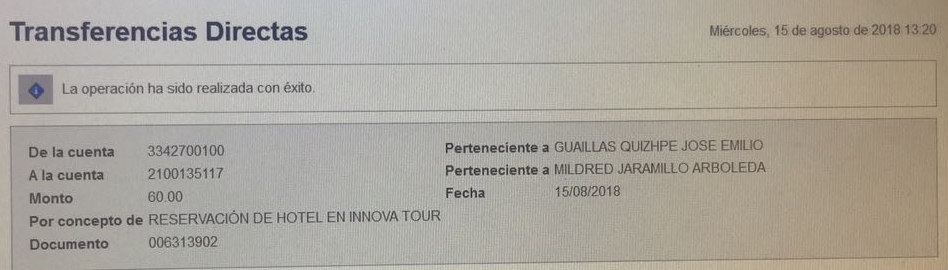 Transferencias Directas
Miércoles, 15 de agosto de 2018 13:20
La operación ha sido realizada con éxito.
De la cuenta 3342700100 Perteneciente a GUAILLAS QUIZHPE JOSE EMILIO
A la cuenta 2100135117 Perteneciente a MILDRED JARAMILLO ARBOLEDA
Monto 60.00 Fecha 15/08/2018
Por concepto de RESERVACIÓN DE HOTEL EN INNOVA TOUR
Documento 006313902